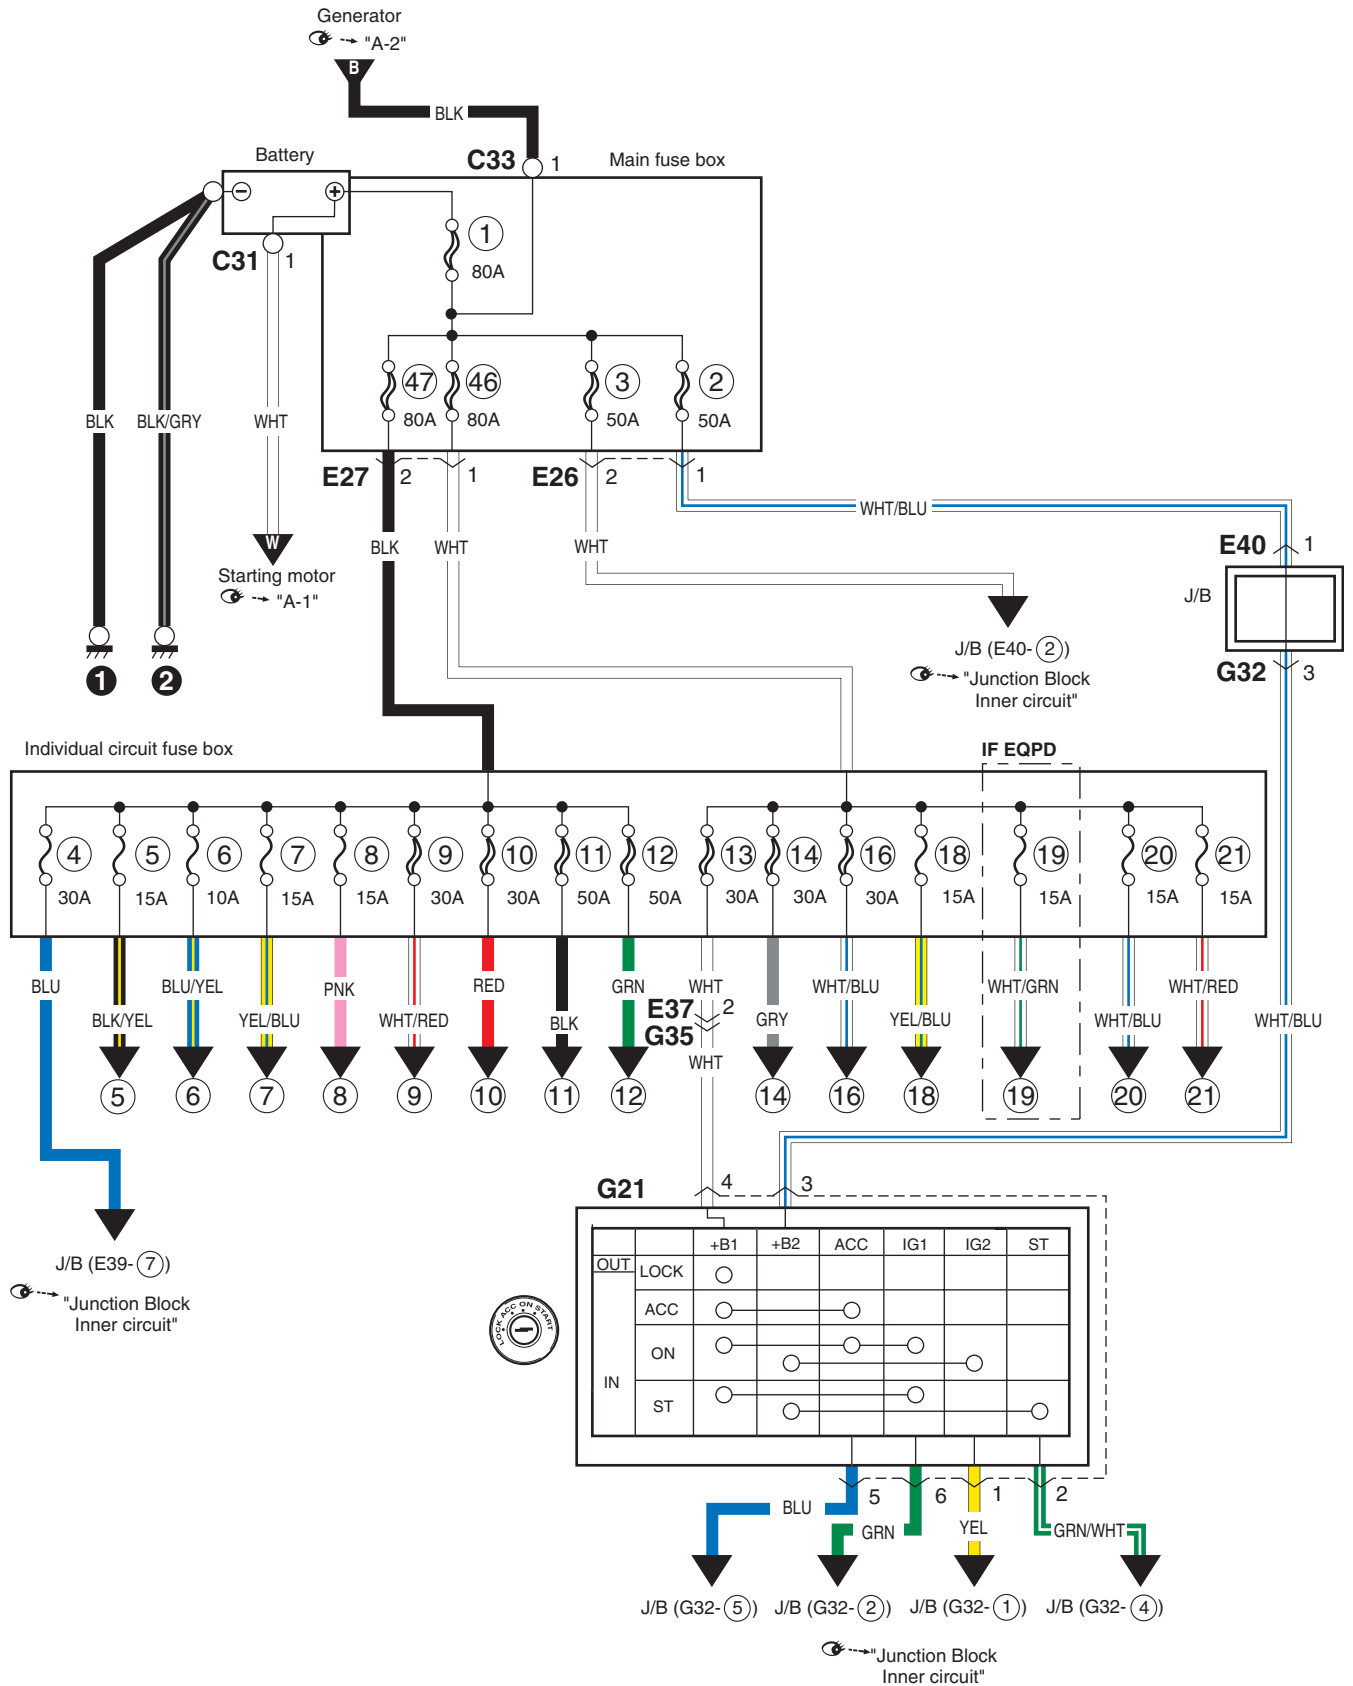 Generator
"A-2"
B
BLK
Battery
C33 1
Main fuse box
− +
C31 1
1
80A
47 46 3 2
80A 80A 50A 50A
BLK BLK/GRY WHT
E27 2 1 E26 2 1
WHT/BLU
W
BLK WHT WHT
E40 1
Starting motor
"A-1"
J/B
J/B (E40- 2)
"Junction Block
Inner circuit"
G32 3
1 2
Individual circuit fuse box
IF EQPD
4 5 6 7 8 9 10 11 12 13 14 16 18 19 20 21
30A 15A 10A 15A 15A 30A 30A 50A 50A 30A 30A 30A 15A 15A 15A 15A
BLU BLU/YEL PNK RED GRN WHT WHT/BLU WHT/GRN WHT/RED
E37 2
BLK/YEL YEL/BLU WHT/RED BLK GRY YEL/BLU WHT/BLU WHT/BLU
G35
WHT
5 6 7 8 9 10 11 12 14 16 18 19 20 21
G21 4 3
J/B (E39- 7)
"Junction Block
Inner circuit"
+B1 +B2 ACC IG1 IG2 ST
OUT LOCK
ACC
LOCK ACC ON START
ON
IN
ST
5 6 1 2
BLU GRN YEL GRN/WHT
J/B (G32- 5) J/B (G32- 2) J/B (G32- 1) J/B (G32- 4)
"Junction Block
Inner circuit"